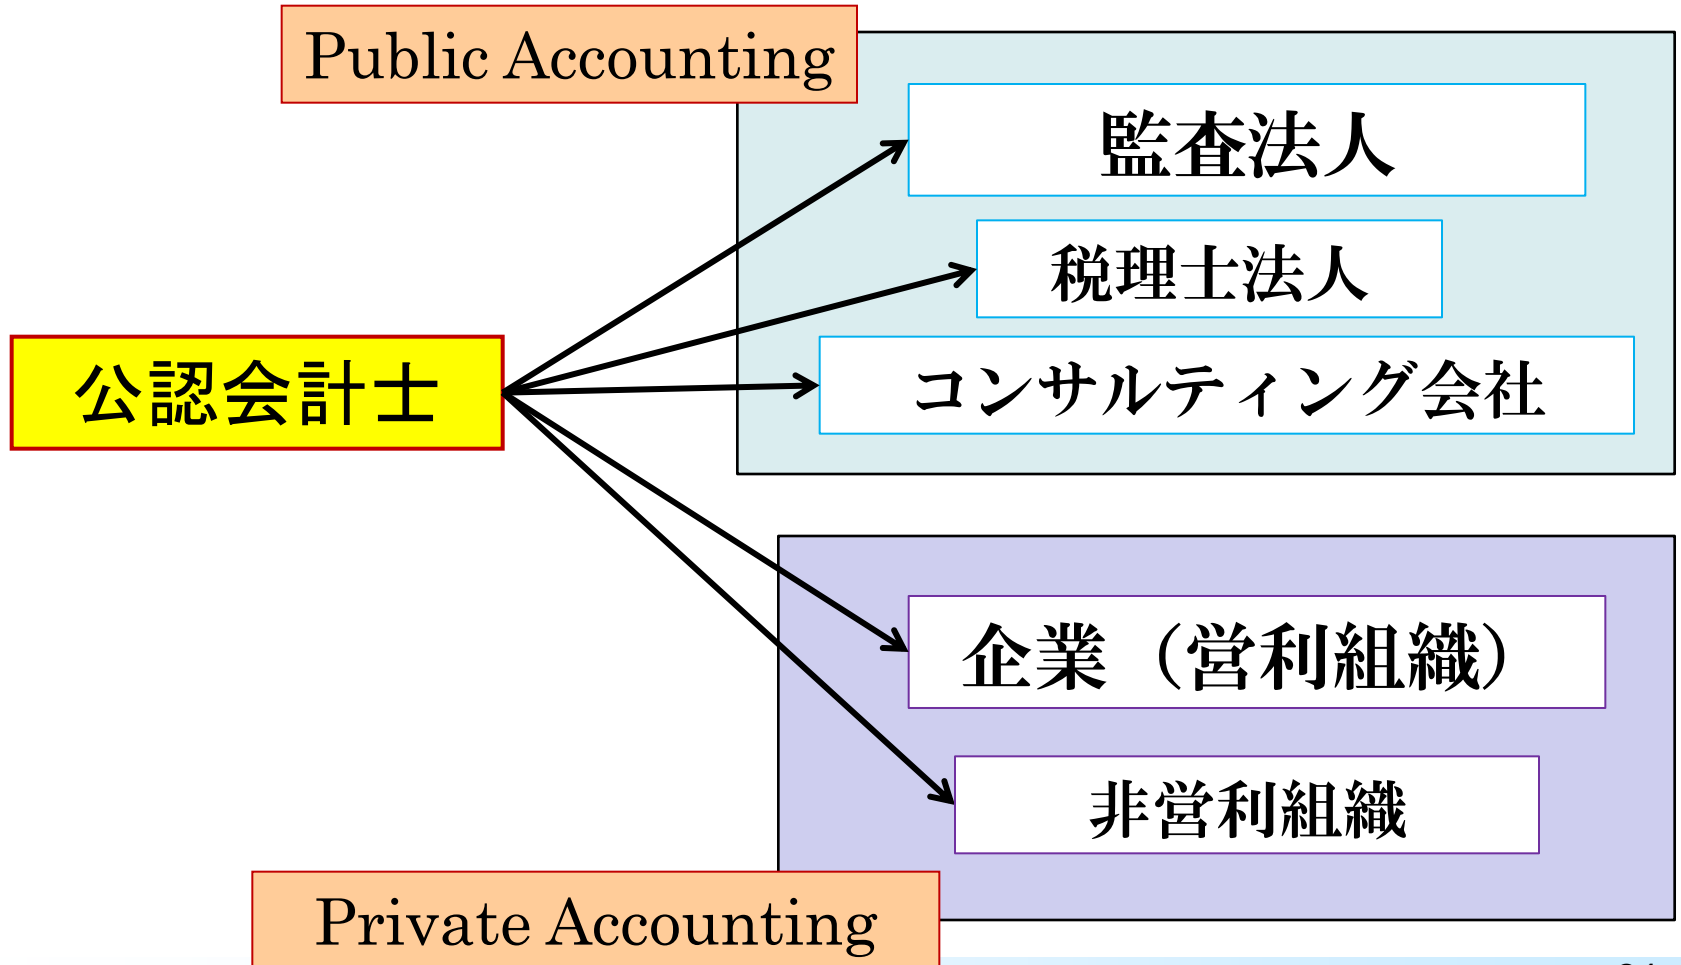 Public Accounting
監査法人
税理士法人
公認会計士
コンサルティング会社
企業（営利組織）
非営利組織
Private Accounting